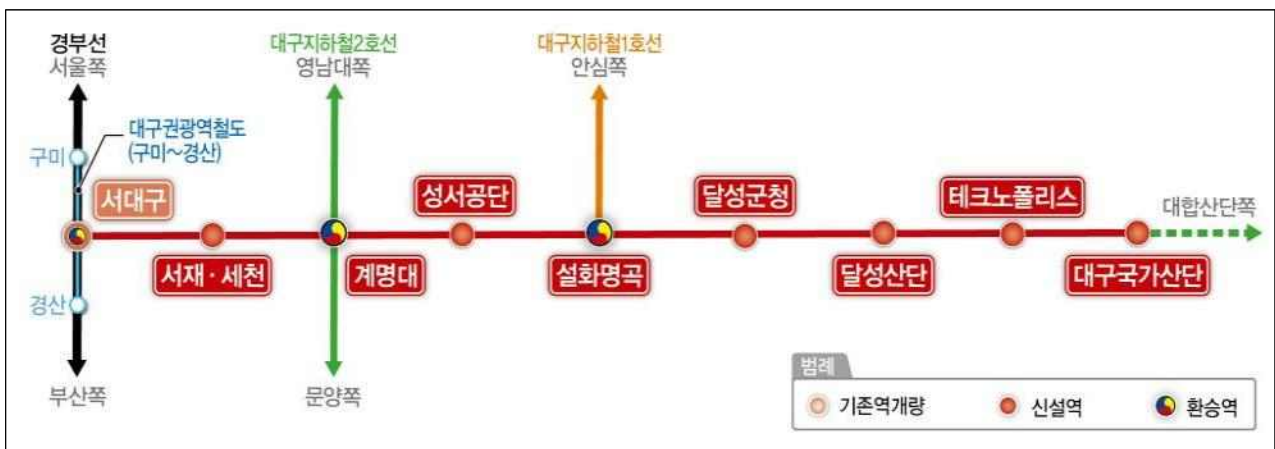 경부선
서울쪽
대구지하철2호선
영남대쪽
대구지하철1호선
안심쪽
대구권광역철도
(구미~경산)
구미
서대구
성서공단
달성군청
테크노폴리스
대합산단쪽
서재·세천
계명대
설화명곡
달성산단
대구국가산단
경산
부산쪽
문양쪽
범례
기존역개량
신설역
환승역